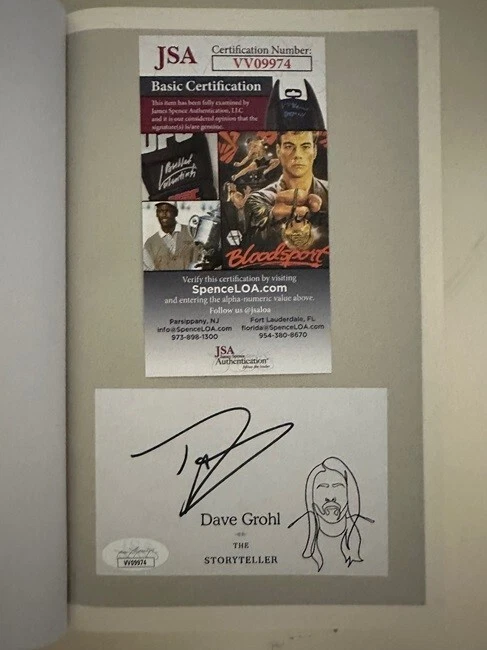 JSA
Certification Number:
VV09974
Basic Certification
This item has been fully examined by
James Spence Authentication, LLC
and it is our considered opinion that the
signature(s) is/are genuine.
Bloodsport
Verify this certification by visiting
SpenceLOA.com
and entering the alpha-numeric value above.
Follow us @jsaloa
Parsippany, NJ
info@SpenceLOA.com
973-898-1300
Fort Lauderdale, FL
florida@SpenceLOA.com
954-380-8670
JSA
Authentication
Dave Grohl
THE
STORYTELLER
VV09974